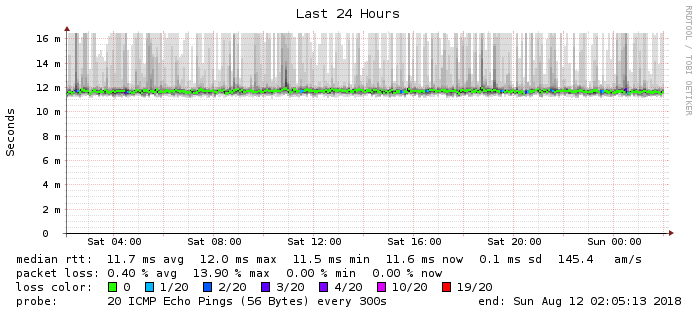 Last 24 Hours
RRDTOOL / TOBI OETIKER
Seconds
16 m
14 m
12 m
10 m
8 m
6 m
4 m
2 m
0
Sat 04:00 Sat 08:00 Sat 12:00 Sat 16:00 Sat 20:00 Sun 00:00
median rtt: 11.7 ms avg 12.0 ms max 11.5 ms min 11.6 ms now 0.1 ms sd 145.4 am/s
packet loss: 0.40 % avg 13.90 % max 0.00 % min 0.00 % now
loss color: 0 1/20 2/20 3/20 4/20 10/20 19/20
probe: 20 ICMP Echo Pings (56 Bytes) every 300s end: Sun Aug 12 02:05:13 2018